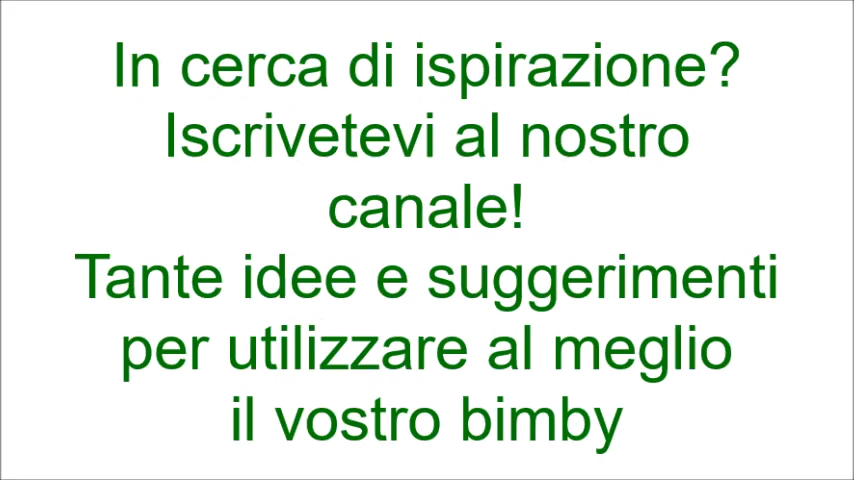 In cerca di ispirazione?
Iscrivetevi al nostro
canale!
Tante idee e suggerimenti
per utilizzare al meglio
il vostro bimby